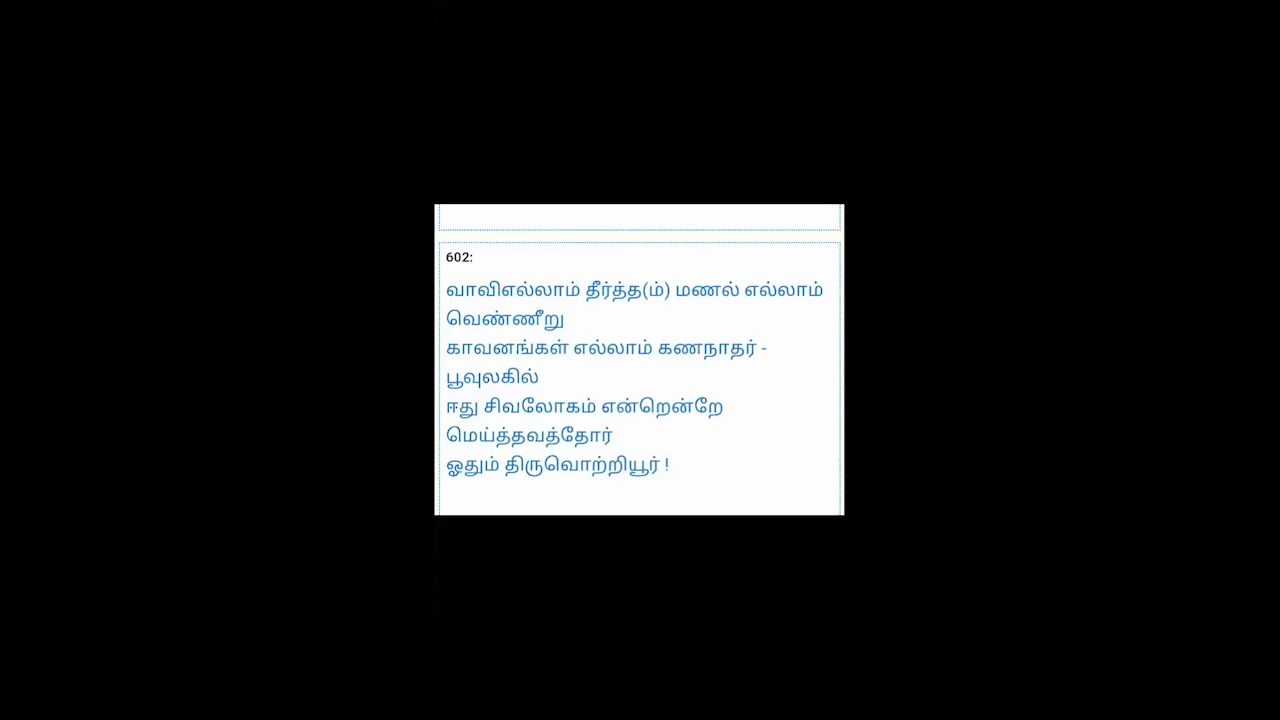 602:
வாவிஎல்லாம் தீர்த்த(ம்) மணல் எல்லாம்
வெண்ணீறு
காவனங்கள் எல்லாம் கணநாதர் -
பூவுலகில்
ஈது சிவலோகம் என்றென்றே
மெய்த்தவத்தோர்
ஓதும் திருவொற்றியூர் !